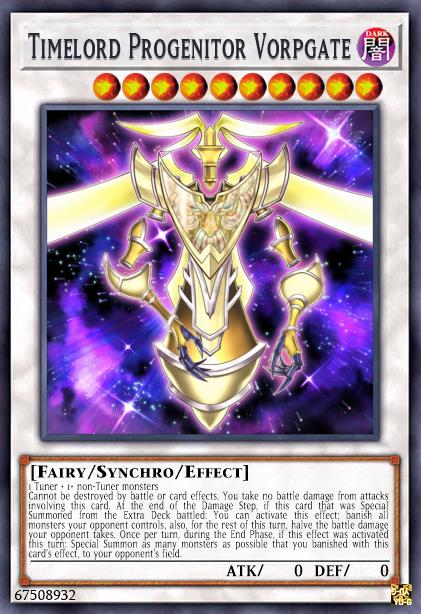 TIMELORD PROGENITOR VORPGATE
DARK
闇
[FAIRY/SYNCHRO/EFFECT]
1 Tuner + 1+ non-Tuner monsters
Cannot be destroyed by battle or card effects. You take no battle damage from attacks
involving this card. At the end of the Damage Step, if this card that was Special
Summoned from the Extra Deck battled: You can activate this effect; banish all
monsters your opponent controls, also, for the rest of this turn, halve the battle damage
your opponent takes. Once per turn, during the End Phase, if this effect was activated
this turn: Special Summon as many monsters as possible that you banished with this
card's effect, to your opponent's field.
ATK/ 0 DEF/ 0
67508932